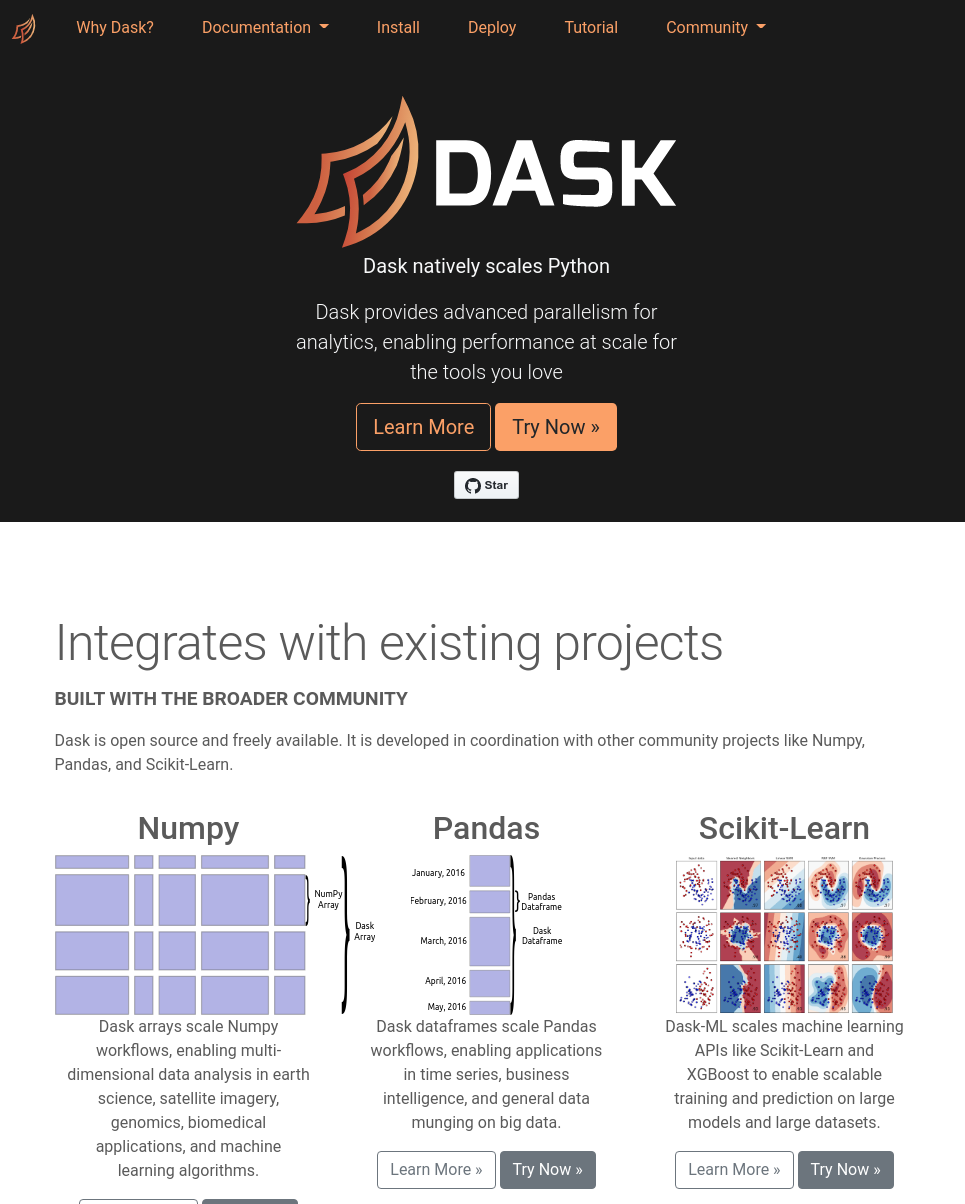 Why Dask? Documentation Install Deploy Tutorial Community
DASK
Dask natively scales Python
Dask provides advanced parallelism for
analytics, enabling performance at scale for
the tools you love
Learn More Try Now »
Star
Integrates with existing projects
BUILT WITH THE BROADER COMMUNITY
Dask is open source and freely available. It is developed in coordination with other community projects like Numpy,
Pandas, and Scikit-Learn.
Numpy
NumPy
Array
Dask
Array
Dask arrays scale Numpy
workflows, enabling multi-
dimensional data analysis in earth
science, satellite imagery,
genomics, biomedical
applications, and machine
learning algorithms.
Pandas
January, 2016
February, 2016
March, 2016
April, 2016
May, 2016
Pandas
Dataframe
Dask
Dataframe
Dask dataframes scale Pandas
workflows, enabling applications
in time series, business
intelligence, and general data
munging on big data.
Learn More » Try Now »
Scikit-Learn
Dask-ML scales machine learning
APIs like Scikit-Learn and
XGBoost to enable scalable
training and prediction on large
models and large datasets.
Learn More » Try Now »